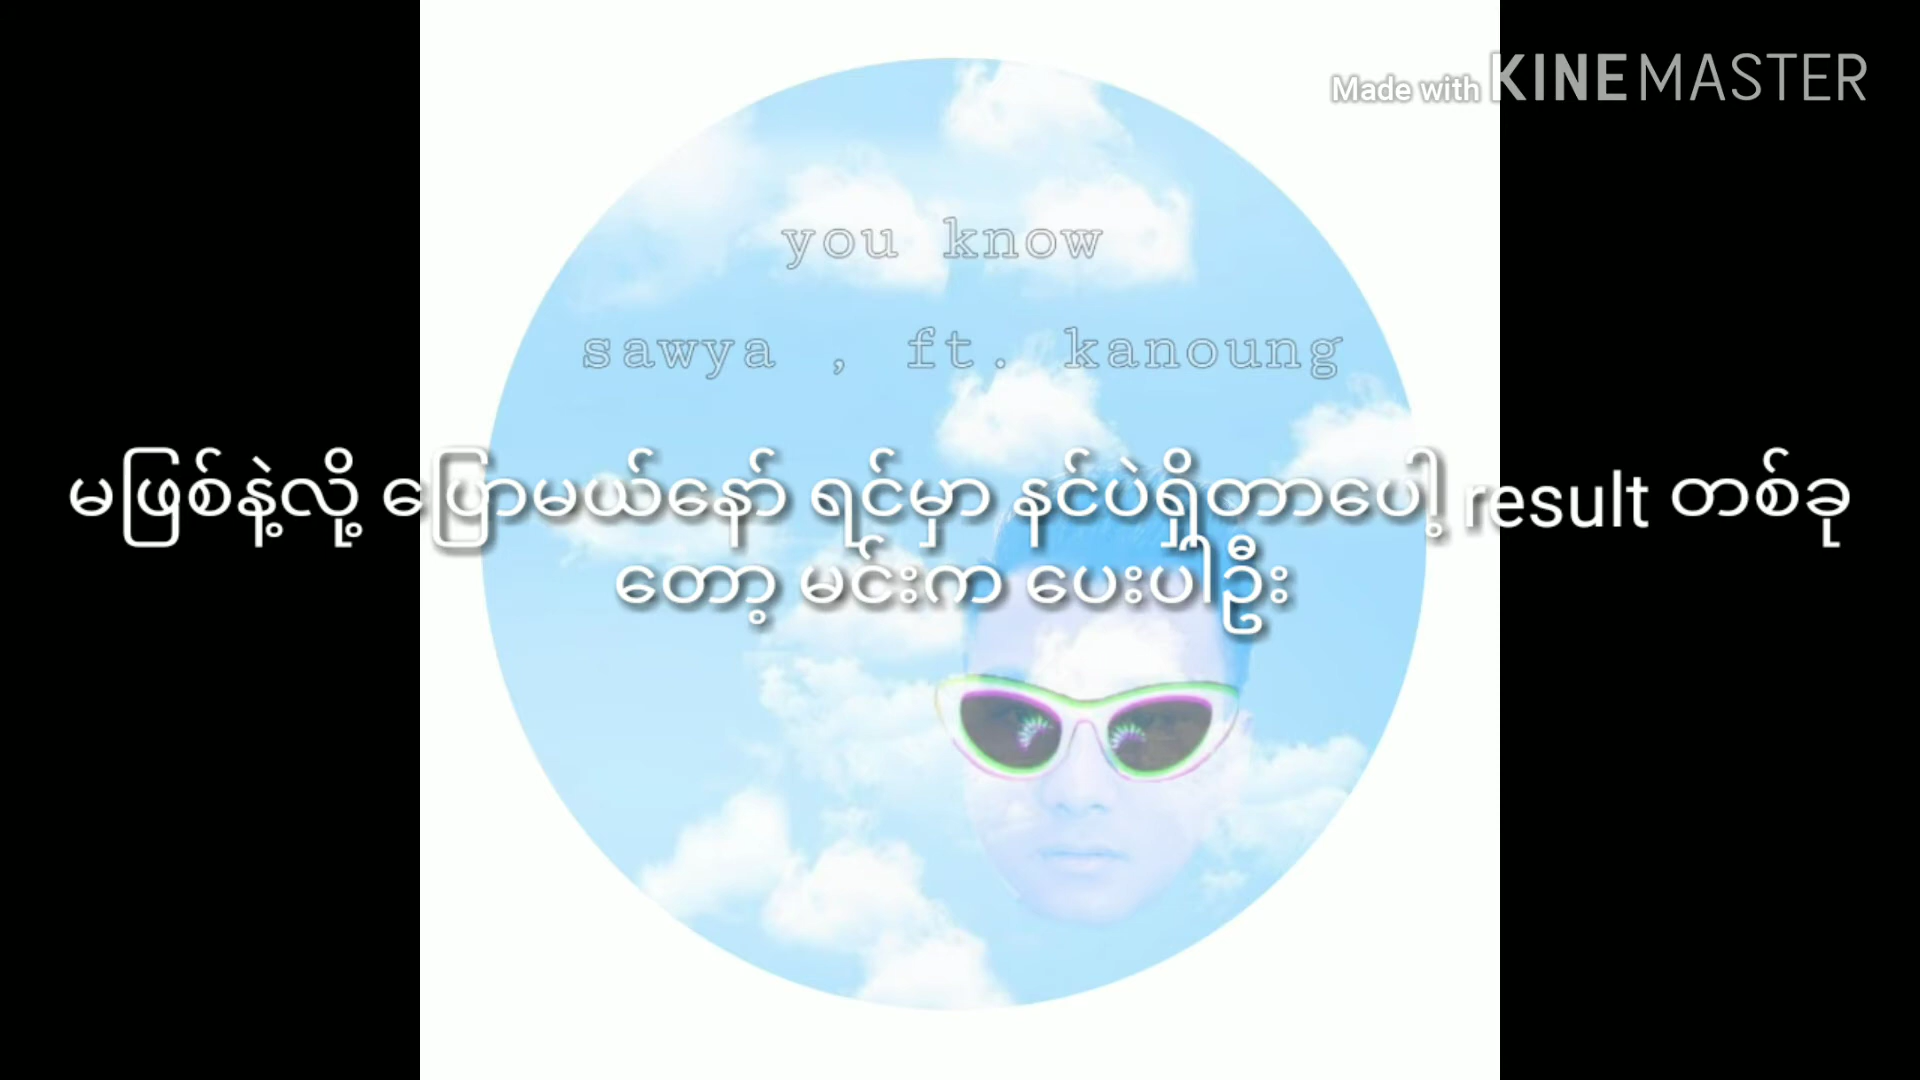 Made with KINEMASTER
you know
sawya , ft. kanoung
မဖြစ်နဲ့လို့ ပြောမယ်နော် ရင်မှာ နင်ပဲရှိတာပေါ့ result တစ်ခု
တော့ မင်းက ပေးပါဦး